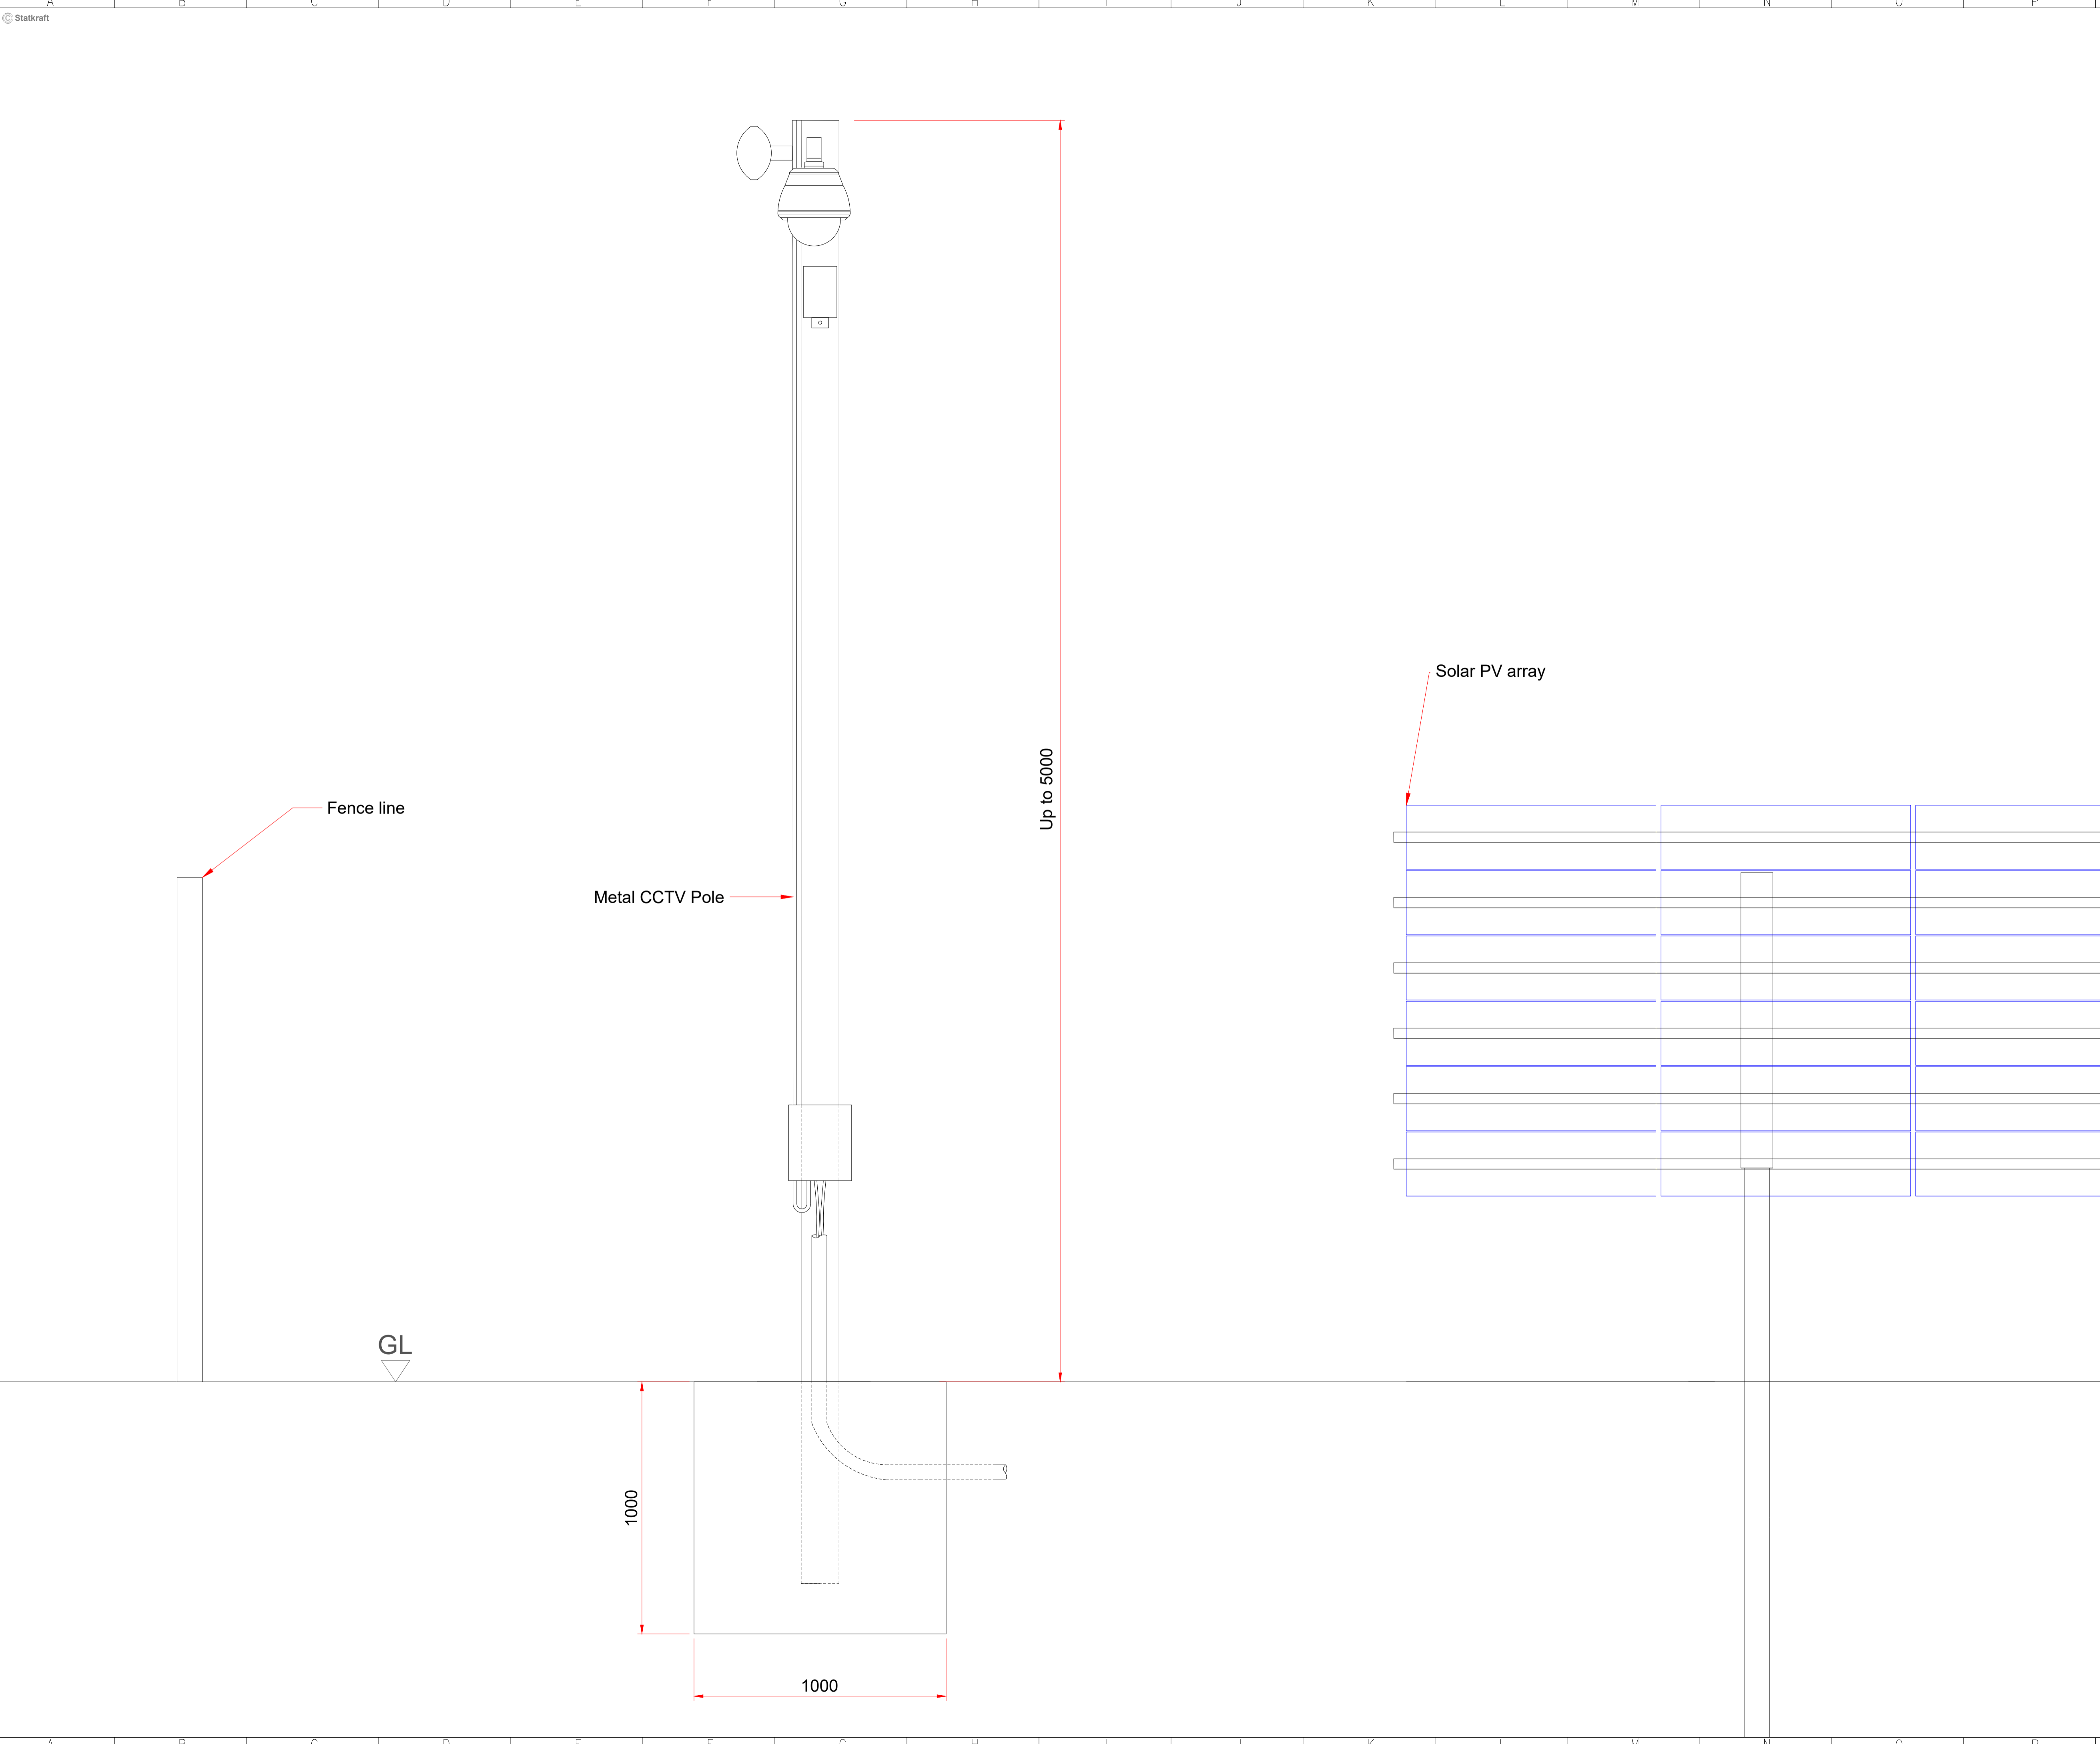 A B C D E F G H I J K L M N O P
© Statkraft
Solar PV array
Up to 5000
Fence line
Metal CCTV Pole
GL
1000
1000
A B C D E F G H I J K L M N O P